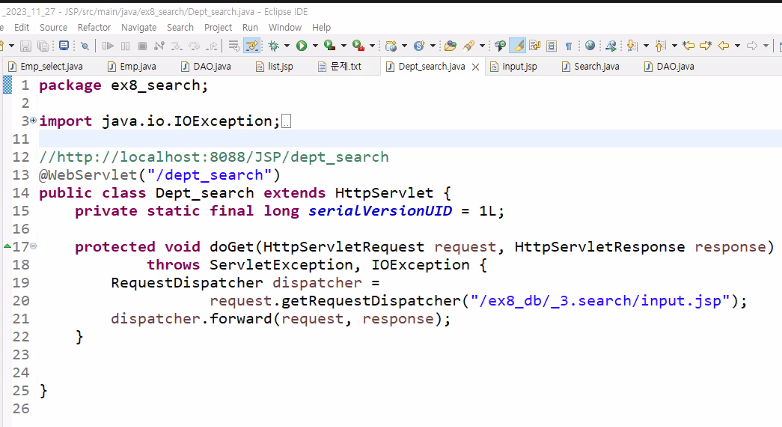 _2023_11_27 - JSP/src/main/java/ex8_search/Dept_search.java - Eclipse IDE
e Edit Source Refactor Navigate Search Project Run Window Help
Emp_select.java Emp.java DAO.java list.jsp 문제.txt Dept_search.java input.jsp Search.java DAO.java
1 package ex8_search;
2
3 import java.io.IOException;
11
12 //http://localhost:8088/JSP/dept_search
13 @WebServlet("/dept_search")
14 public class Dept_search extends HttpServlet {
15 private static final long serialVersionUID = 1L;
16
17 protected void doGet(HttpServletRequest request, HttpServletResponse response)
18 throws ServletException, IOException {
19 RequestDispatcher dispatcher =
20 request.getRequestDispatcher("/ex8_db/_3.search/input.jsp");
21 dispatcher.forward(request, response);
22 }
23
24
25 }
26